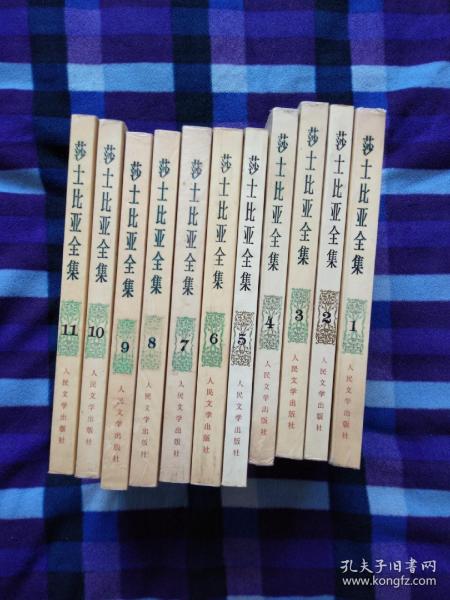 莎士比亚全集 11 人民文学出版社
莎士比亚全集 10 人民文学出版社
莎士比亚全集 9 人民文学出版社
莎士比亚全集 8 人民文学出版社
莎士比亚全集 7 人民文学出版社
莎士比亚全集 6 人民文学出版社
莎士比亚全集 5 人民文学出版社
莎士比亚全集 4 人民文学出版社
莎士比亚全集 3 人民文学出版社
莎士比亚全集 2 人民文学出版社
莎士比亚全集 1 人民文学出版社
孔夫子旧书网
www.kongfz.com